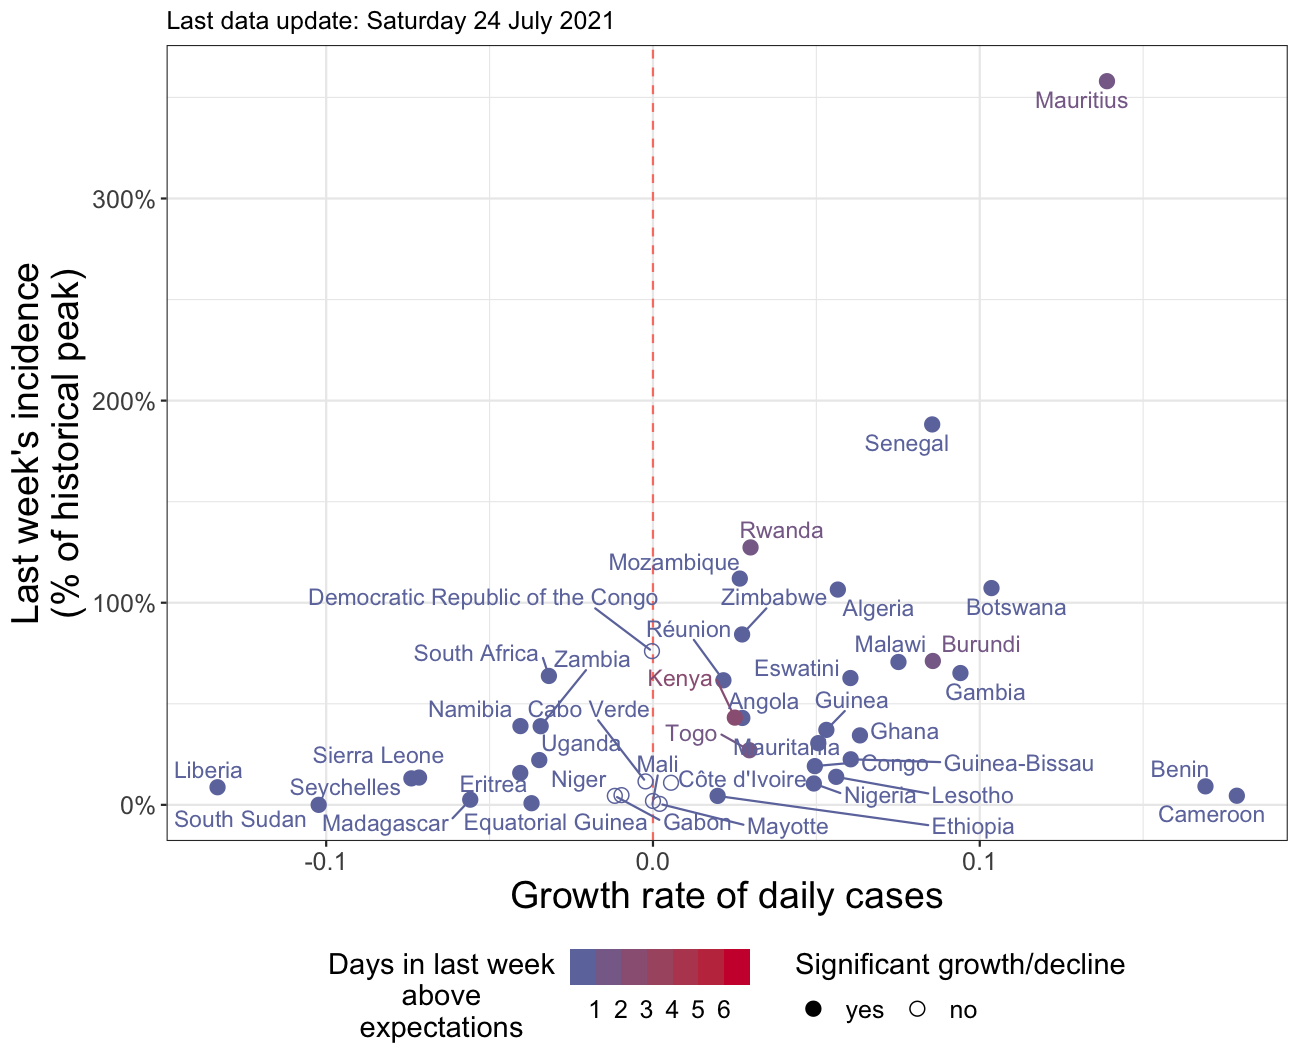 Last data update: Saturday 24 July 2021
Last week's incidence
(% of historical peak)
300%
200%
100%
0%
Mauritius
Senegal
Rwanda
Mozambique
Democratic Republic of the Congo
Zimbabwe
Algeria
Botswana
Réunion
South Africa
Zambia
Malawi
Burundi
Kenya
Eswatini
Gambia
Angola
Guinea
Namibia
Cabo Verde
Togo
Ghana
Uganda
Mauritania
Sierra Leone
Mali
Congo
Guinea-Bissau
Liberia
Benin
Seychelles
Eritrea
Niger
Côte d'Ivoire
Nigeria
Lesotho
South Sudan
Madagascar
Equatorial Guinea
Gabon
Mayotte
Ethiopia
Cameroon
-0.1
0.0
0.1
Growth rate of daily cases
Days in last week
above
expectations
1 2 3 4 5 6
Significant growth/decline
yes
no